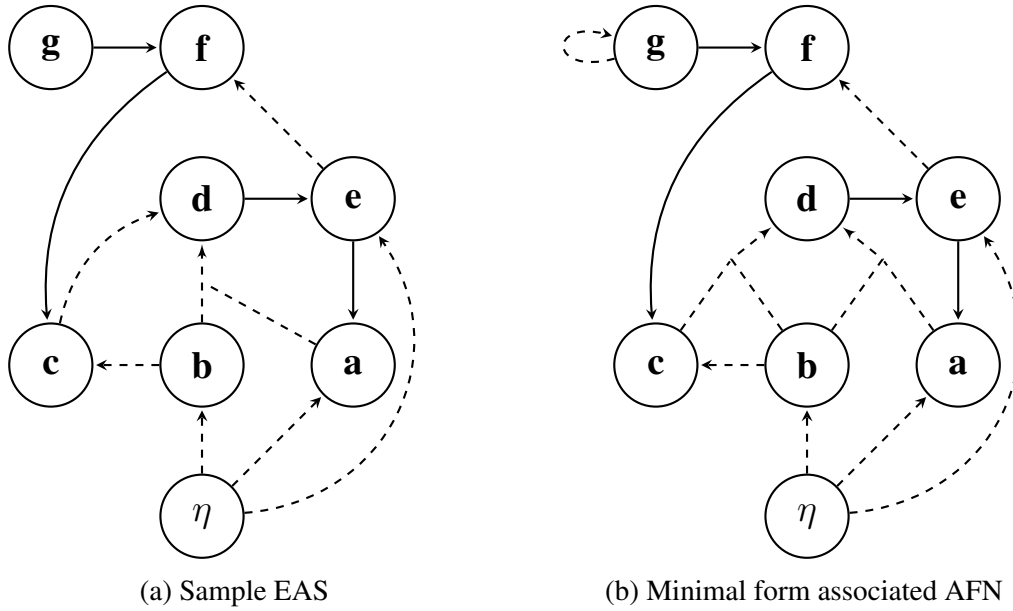 g f g f
d e d e
c b a c b a
η η
(a) Sample EAS (b) Minimal form associated AFN